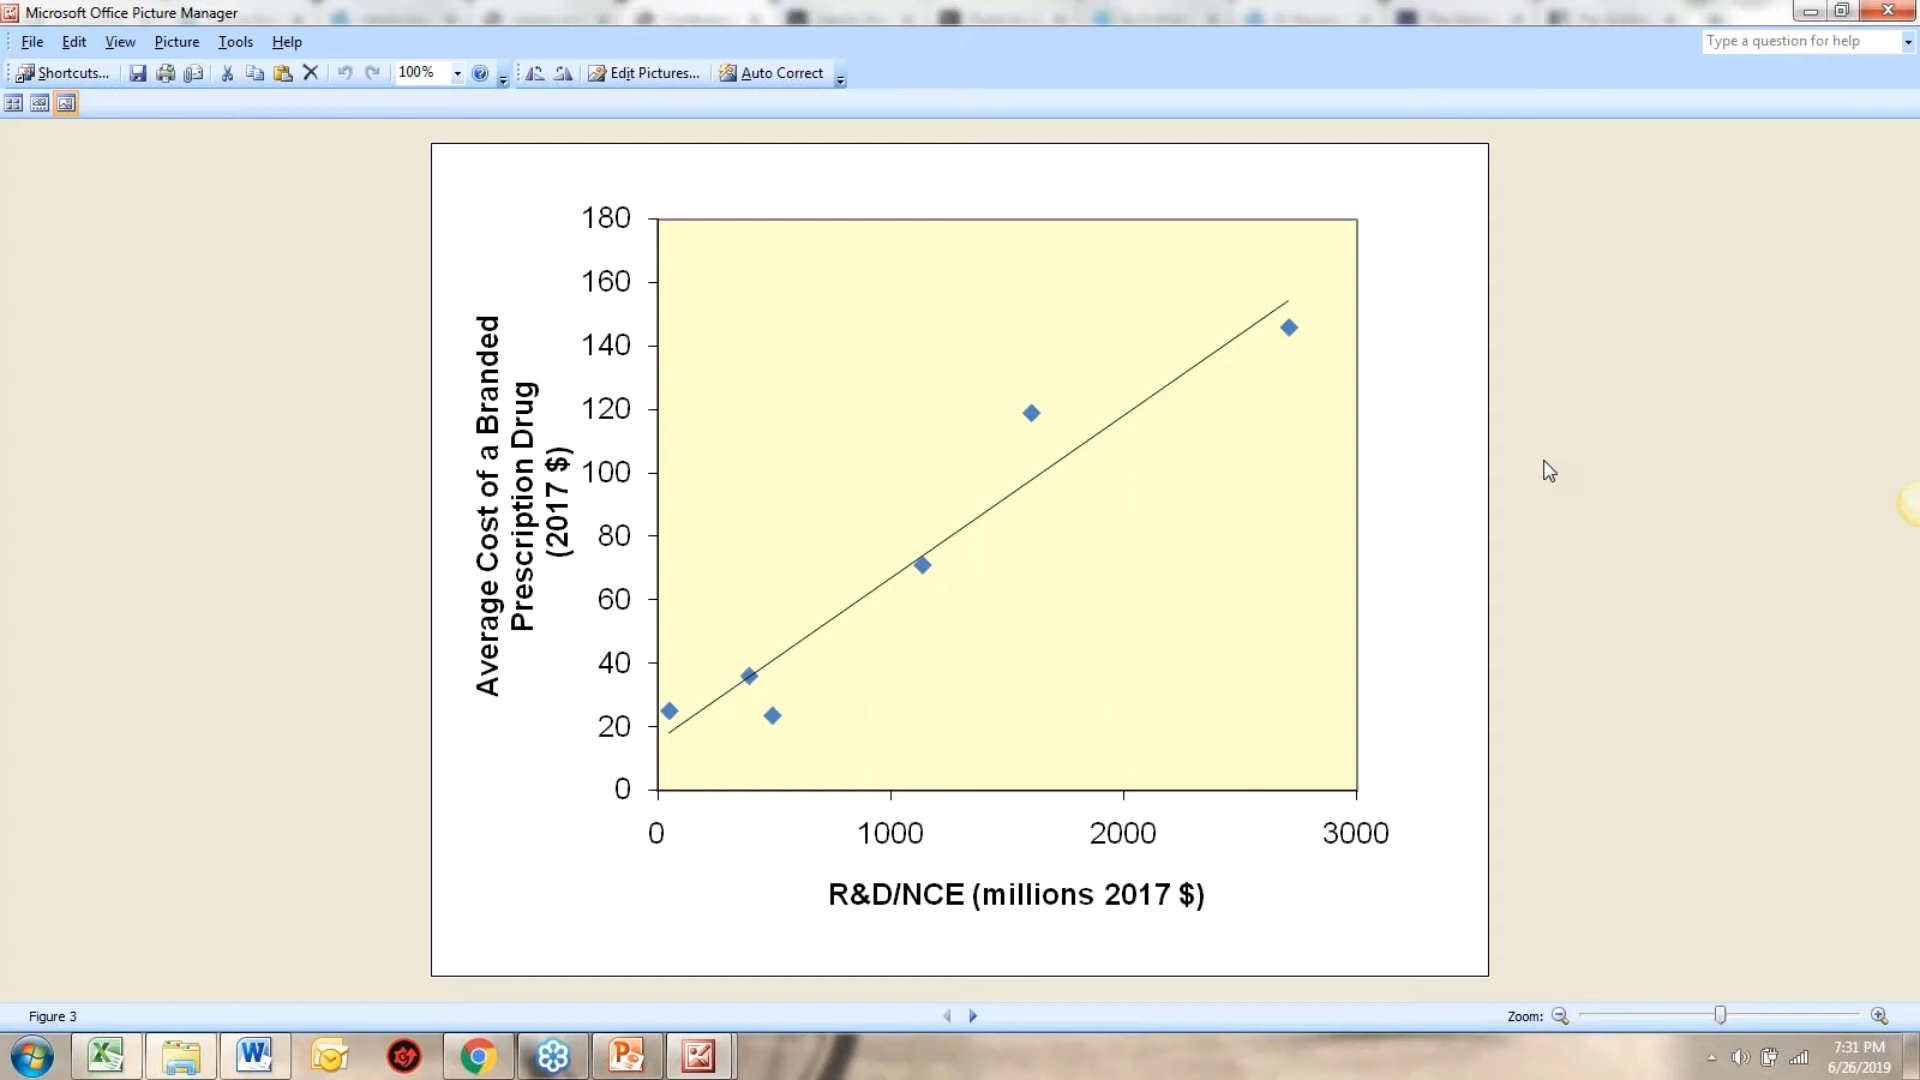 Microsoft Office Picture Manager
File Edit View Picture Tools Help
Type a question for help
Shortcuts... 100% Edit Pictures... Auto Correct
180
160
140
120
100
80
60
40
20
0
Average Cost of a Branded
Prescription Drug
(2017 $)
0 1000 2000 3000
R&D/NCE (millions 2017 $)
Figure 3
Zoom:
7:31 PM
6/26/2019